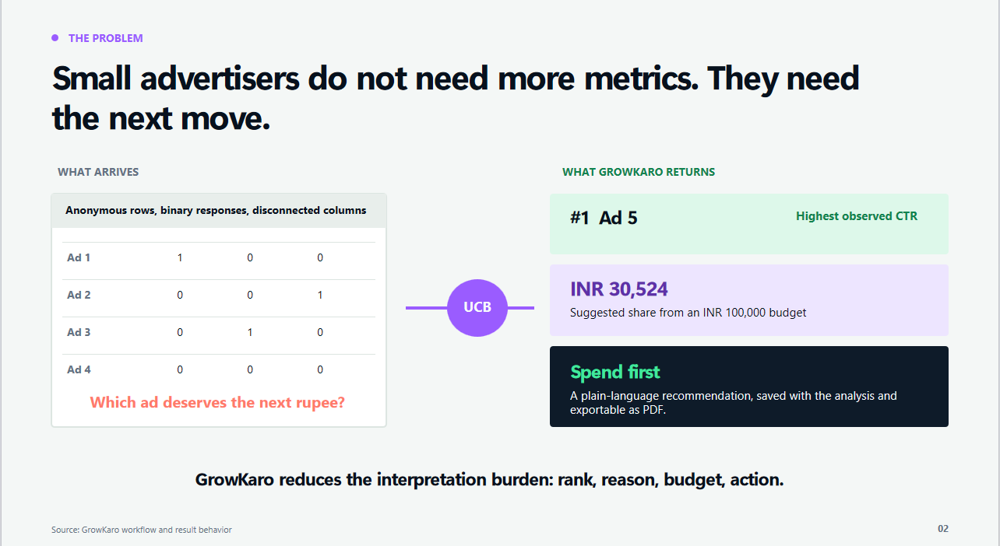 THE PROBLEM
Small advertisers do not need more metrics. They need
the next move.
WHAT ARRIVES
Anonymous rows, binary responses, disconnected columns
Ad 1 1 0 0
Ad 2 0 0 1
Ad 3 0 1 0
Ad 4 0 0 0
Which ad deserves the next rupee?
UCB
WHAT GROWKARO RETURNS
#1 Ad 5
Highest observed CTR
INR 30,524
Suggested share from an INR 100,000 budget
Spend first
A plain-language recommendation, saved with the analysis and
exportable as PDF.
GrowKaro reduces the interpretation burden: rank, reason, budget, action.
Source: GrowKaro workflow and result behavior
02